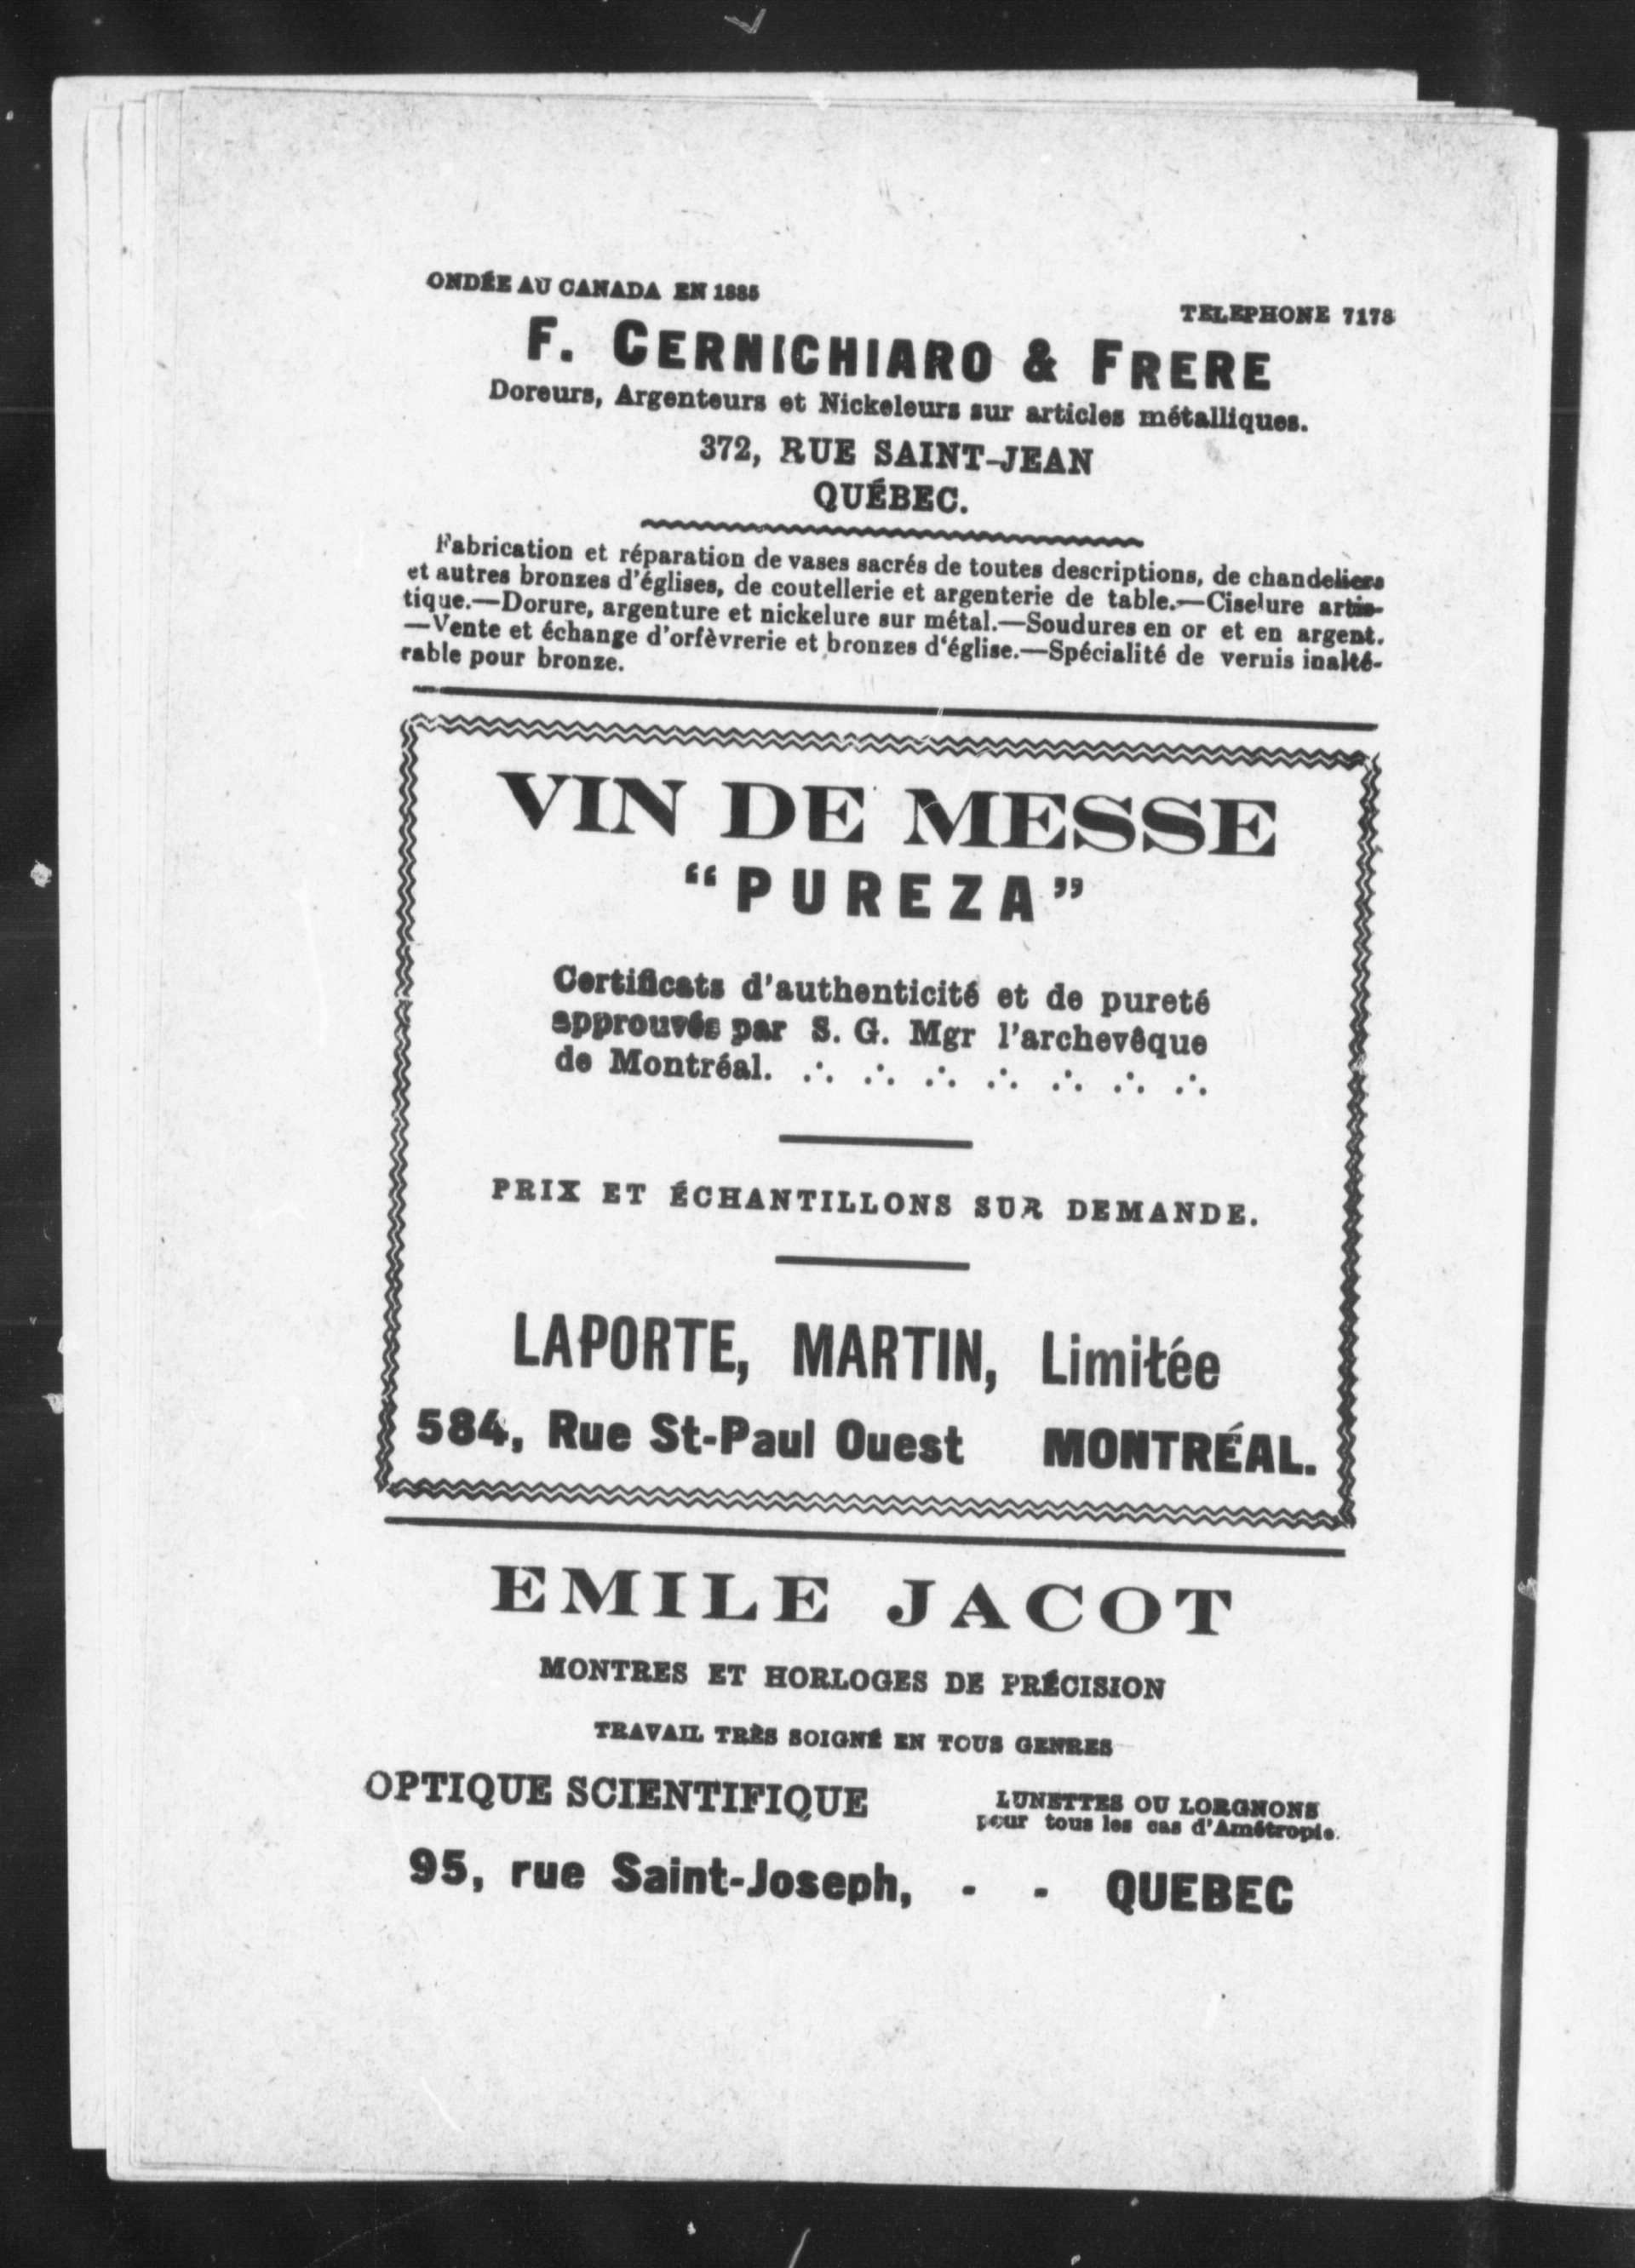 ONDÉE AU CANADA EN 1885
TELEPHONE 7178
F. CERNICHIARO & FRERE
Doreurs, Argenteurs et Nickeleurs sur articles métalliques.
372, RUE SAINT-JEAN
QUÉBEC.
Fabrication et réparation de vases sacrés de toutes descriptions, de chandeliers
et autres bronzes d'églises, de coutellerie et argenterie de table.—Ciselure artis-
tique.—Dorure, argenture et nickelure sur métal.—Soudures en or et en argent.
—Vente et échange d'orfèvrerie et bronzes d'église.—Spécialité de vernis inalté-
rable pour bronze.
VIN DE MESSE
"PUREZA"
Certificats d'authenticité et de pureté
approuvés par S. G. Mgr l'archevêque
de Montréal. ∴ ∴ ∴ ∴ ∴ ∴ ∴
PRIX ET ÉCHANTILLONS SUR DEMANDE.
LAPORTE, MARTIN, Limitée
584, Rue St-Paul Ouest MONTRÉAL.
EMILE JACOT
MONTRES ET HORLOGES DE PRÉCISION
TRAVAIL TRÈS SOIGNÉ EN TOUS GENRES
OPTIQUE SCIENTIFIQUE
LUNETTES OU LORGNONS
pour tous les cas d'Amétropie.
95, rue Saint-Joseph, - - QUEBEC